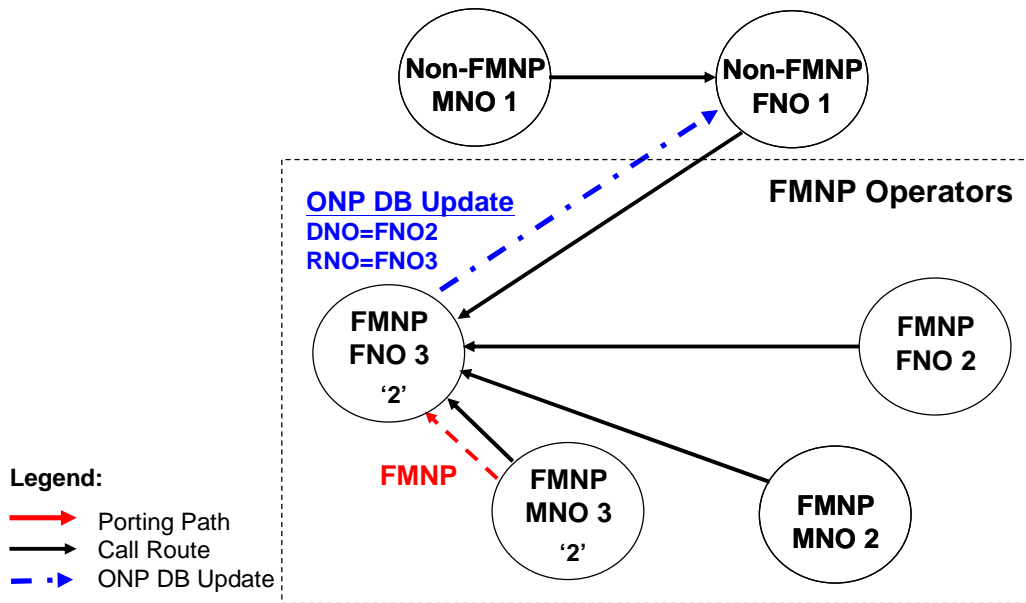 Non-FMNP
MNO 1
Non-FMNP
FNO 1
FMNP Operators
ONP DB Update
DNO=FNO2
RNO=FNO3
FMNP
FNO 3
‘2’
FMNP
FNO 2
FMNP
FMNP
MNO 3
‘2’
FMNP
MNO 2
Legend:
Porting Path
Call Route
ONP DB Update